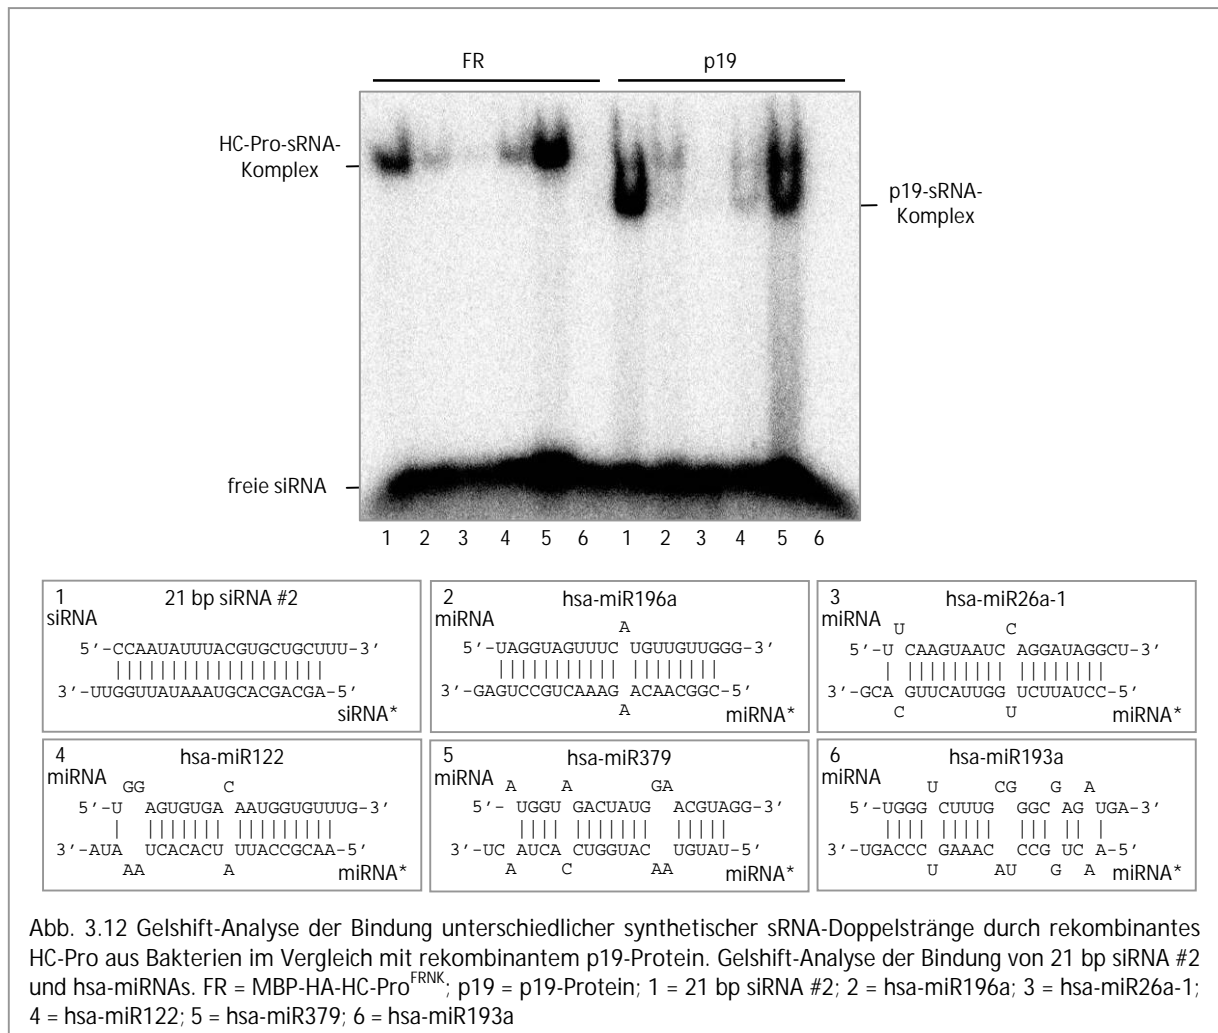 FR p19
HC-Pro-sRNA-
Komplex
p19-sRNA-
Komplex
freie siRNA
1 2 3 4 5 6 1 2 3 4 5 6
1 21 bp siRNA #2
siRNA
5′-CCAAUAUUUACGUGCUGCUUU-3′
3′-UUGGUUAUAAAUGCACGACGA-5′
siRNA*
2 hsa-miR196a
miRNA
A
5′-UAGGUAGUUUC UGUUGUUGGG-3′
3′-GAGUCCGUCAAAG ACAACGGC-5′
A
miRNA*
3 hsa-miR26a-1
miRNA
U C
5′-U CAAGUAAUC AGGAUAGGCU-3′
3′-GCA GUUCAUUGG UCUUAUCC-5′
C U
miRNA*
4 hsa-miR122
miRNA
GG C
5′-U AGUGUGA AAUGGUGUUUG-3′
3′-AUA UCACACU UUACCGCAA-5′
AA A
miRNA*
5 hsa-miR379
miRNA
A A GA
5′- UGGU GACUAUG ACGUAGG-3′
3′-UC AUCA CUGGUAC UGUAU-5′
A C AA
miRNA*
6 hsa-miR193a
miRNA
U CG G A
5′-UGGG CUUUG GGC AG UGA-3′
3′-UGACCC GAAAC CCG UC A-5′
U AU G A
miRNA*
Abb. 3.12 Gelshift-Analyse der Bindung unterschiedlicher synthetischer sRNA-Doppelstränge durch rekombinantes
HC-Pro aus Bakterien im Vergleich mit rekombinantem p19-Protein. Gelshift-Analyse der Bindung von 21 bp siRNA #2
und hsa-miRNAs. FR = MBP-HA-HC-Pro^FRNK; p19 = p19-Protein; 1 = 21 bp siRNA #2; 2 = hsa-miR196a; 3 = hsa-miR26a-1;
4 = hsa-miR122; 5 = hsa-miR379; 6 = hsa-miR193a